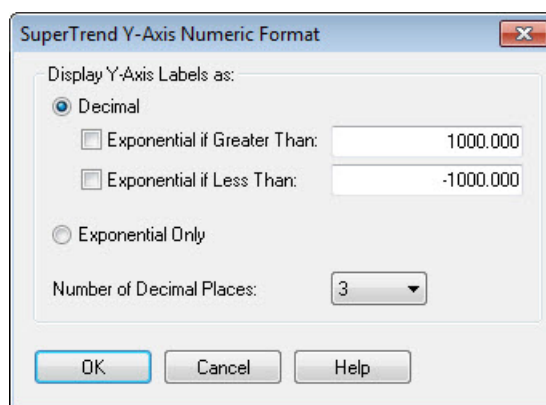 SuperTrend Y-Axis Numeric Format
Display Y-Axis Labels as:
Decimal
Exponential if Greater Than: 1000.000
Exponential if Less Than: -1000.000
Exponential Only
Number of Decimal Places: 3
OK Cancel Help